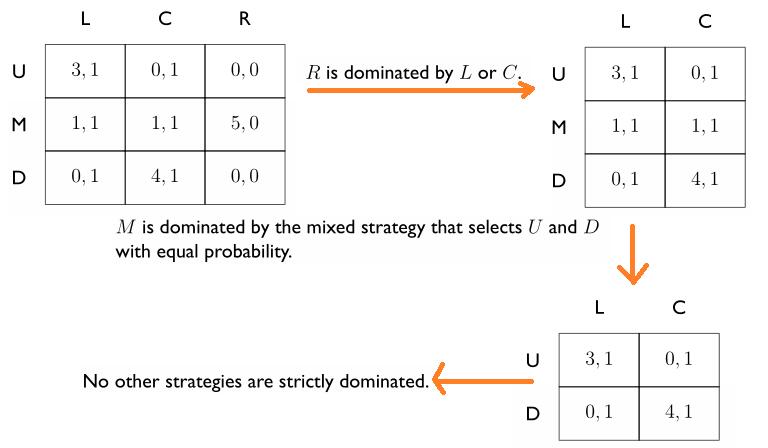 L C R
U 3, 1 0, 1 0, 0
M 1, 1 1, 1 5, 0
D 0, 1 4, 1 0, 0
R is dominated by L or C.
L C
U 3, 1 0, 1
M 1, 1 1, 1
D 0, 1 4, 1
M is dominated by the mixed strategy that selects U and D
with equal probability.
L C
U 3, 1 0, 1
D 0, 1 4, 1
No other strategies are strictly dominated.